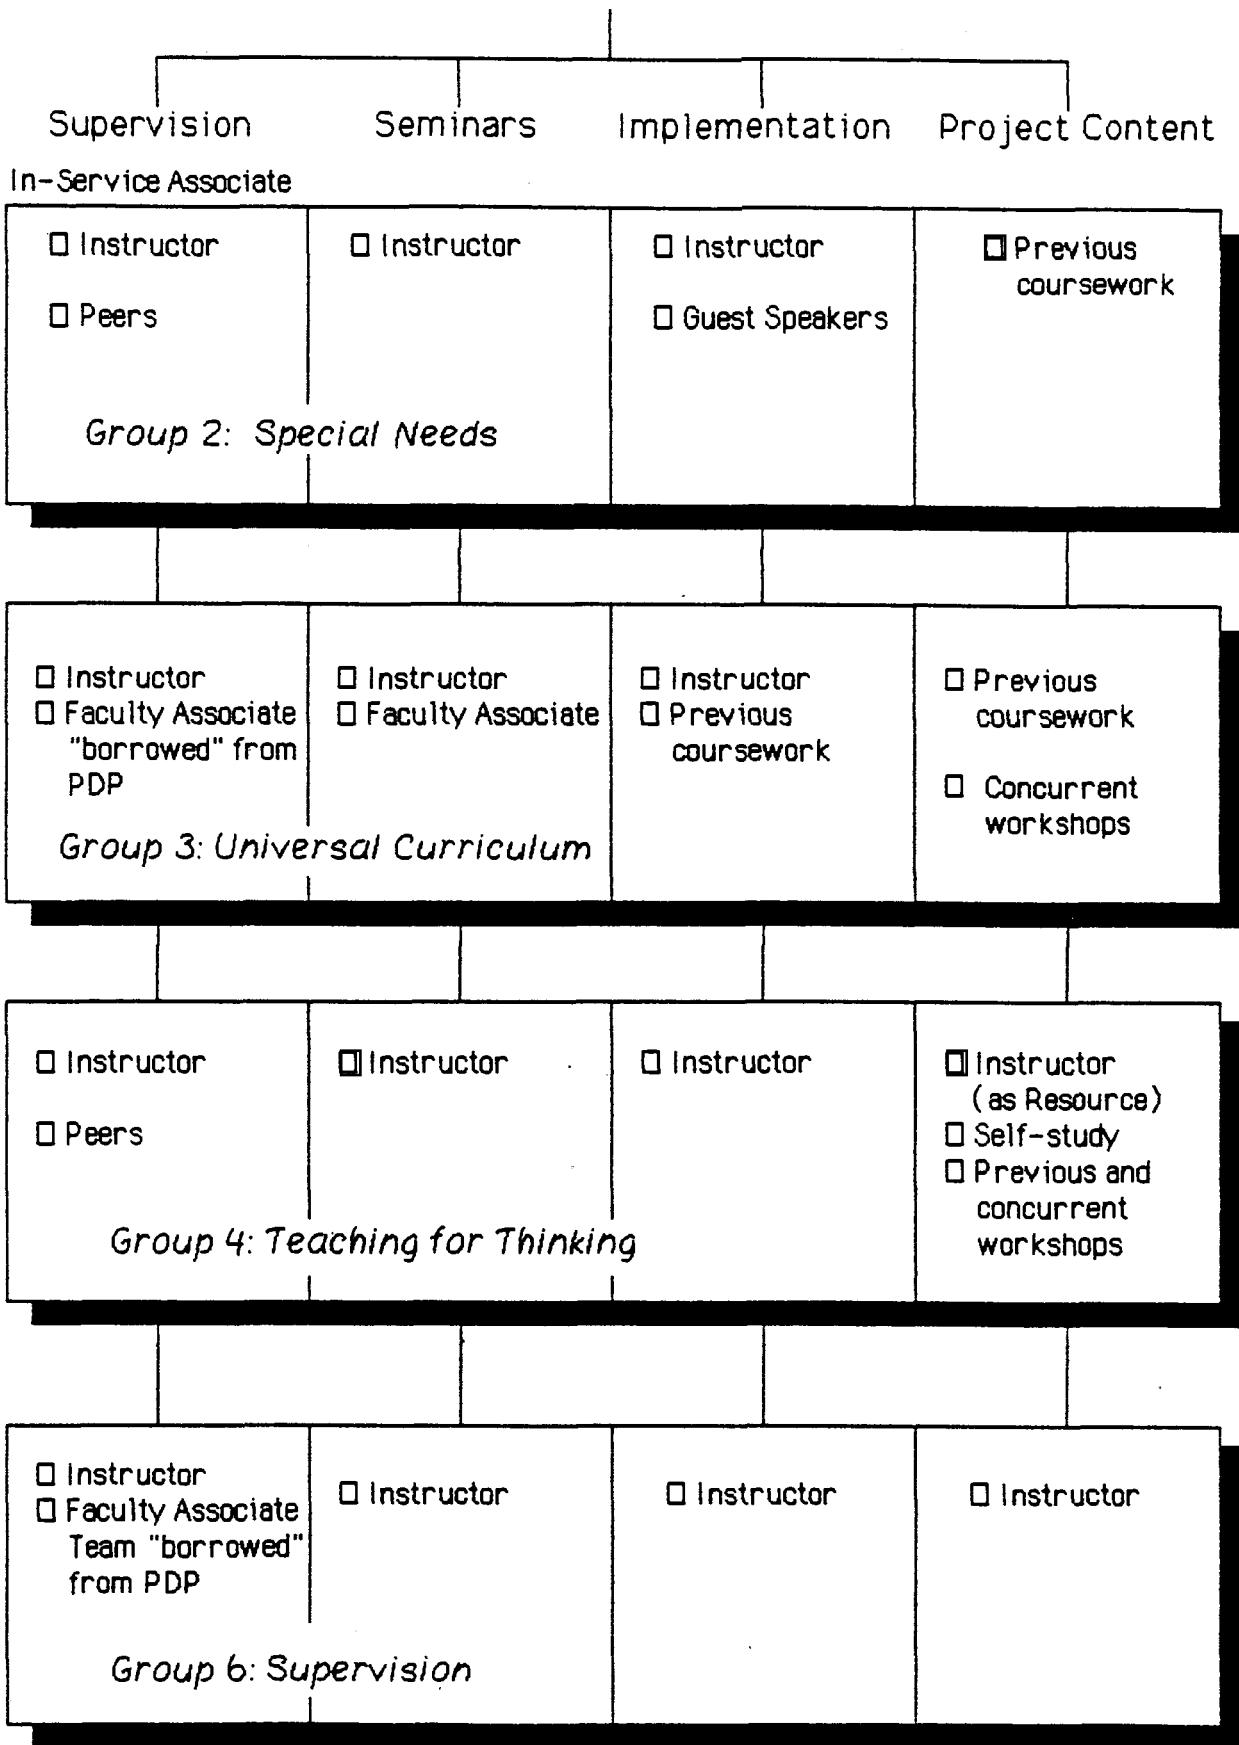 Supervision
Seminars
Implementation
Project Content
In-Service Associate
□ Instructor
□ Peers
□ Instructor
□ Instructor
□ Guest Speakers
□ Previous
coursework
Group 2: Special Needs
□ Instructor
□ Faculty Associate
"borrowed" from
PDP
□ Instructor
□ Faculty Associate
□ Instructor
□ Previous
coursework
□ Previous
coursework
□ Concurrent
workshops
Group 3: Universal Curriculum
□ Instructor
□ Peers
□ Instructor
□ Instructor
□ Instructor
(as Resource)
□ Self-study
□ Previous and
concurrent
workshops
Group 4: Teaching for Thinking
□ Instructor
□ Faculty Associate
Team "borrowed"
from PDP
□ Instructor
□ Instructor
□ Instructor
Group 6: Supervision